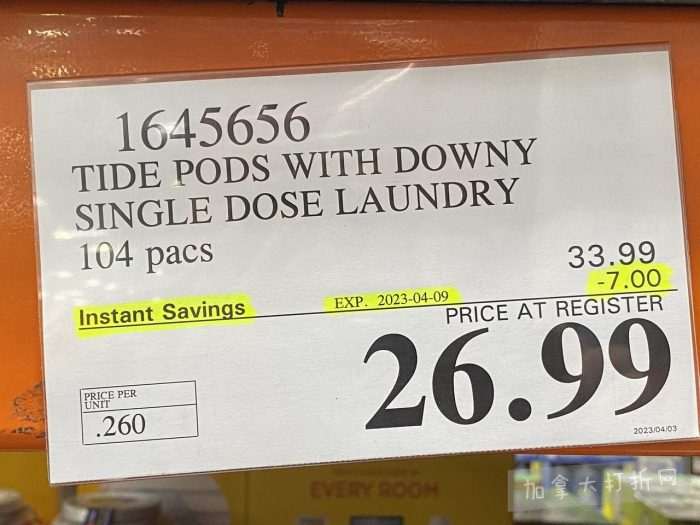 1645656
TIDE PODS WITH DOWNY
SINGLE DOSE LAUNDRY
104 pacs
33.99
-7.00
Instant Savings
EXP. 2023-04-09
PRICE AT REGISTER
26.99
PRICE PER
UNIT
.260
2023/04/03
EVERY ROOM
加拿大打折网